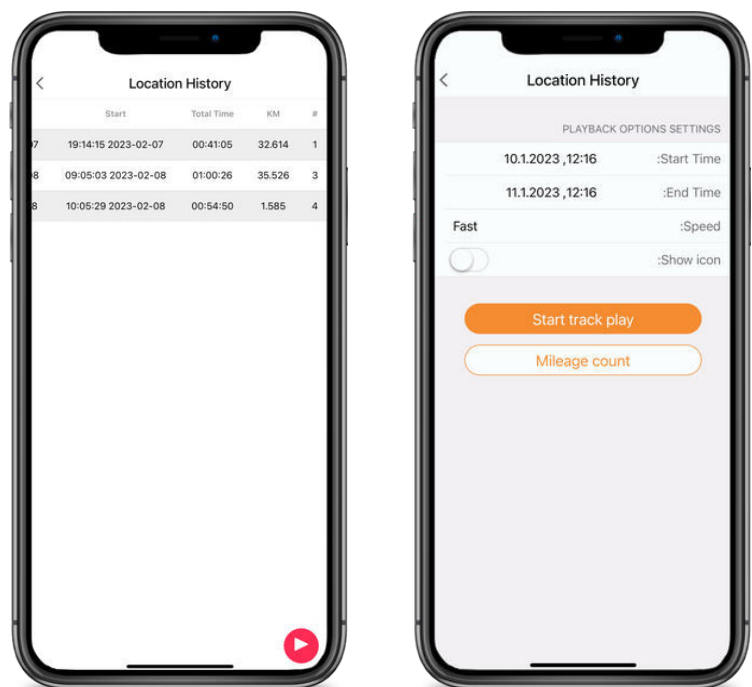 Location History
Start Total Time KM #
7 19:14:15 2023-02-07 00:41:05 32.614 1
8 09:05:03 2023-02-08 01:00:26 35.526 3
8 10:05:29 2023-02-08 00:54:50 1.585 4
Location History
PLAYBACK OPTIONS SETTINGS
10.1.2023 ,12:16 :Start Time
11.1.2023 ,12:16 :End Time
Fast :Speed
:Show icon
Start track play
Mileage count